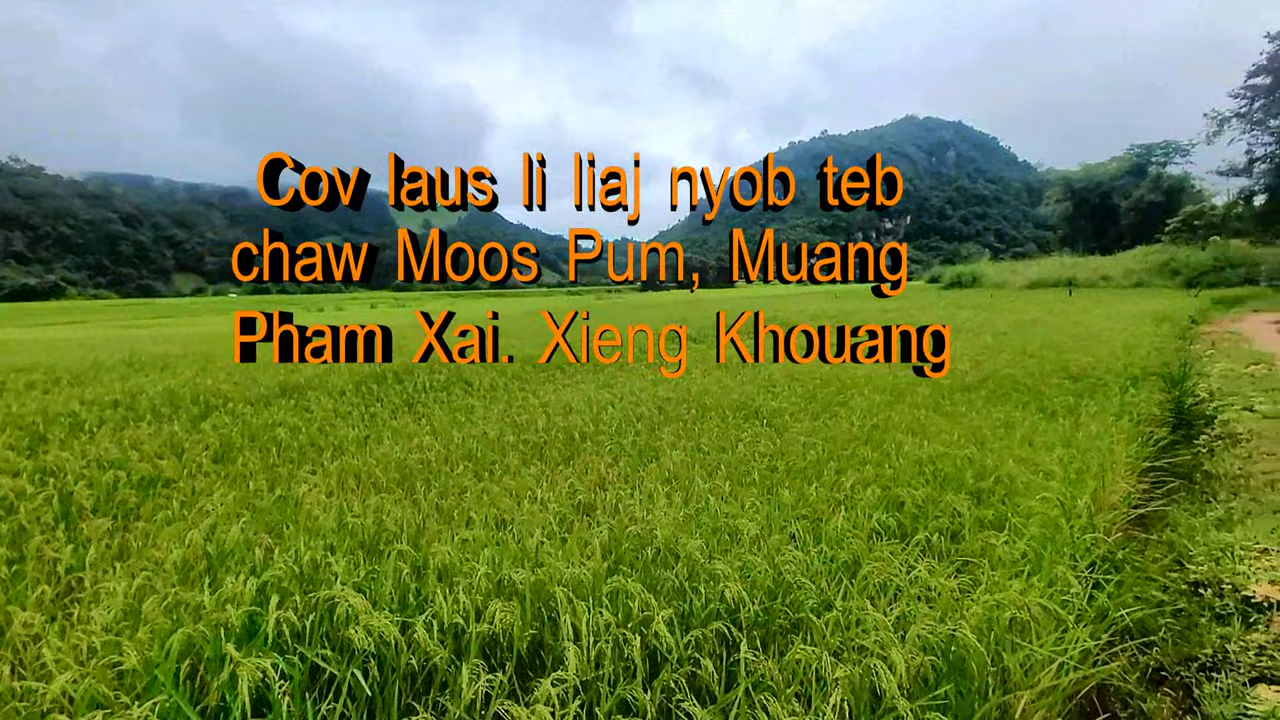 Cov laus li liaj nyob teb
chaw Moos Pum, Muang
Pham Xai. Xieng Khouang